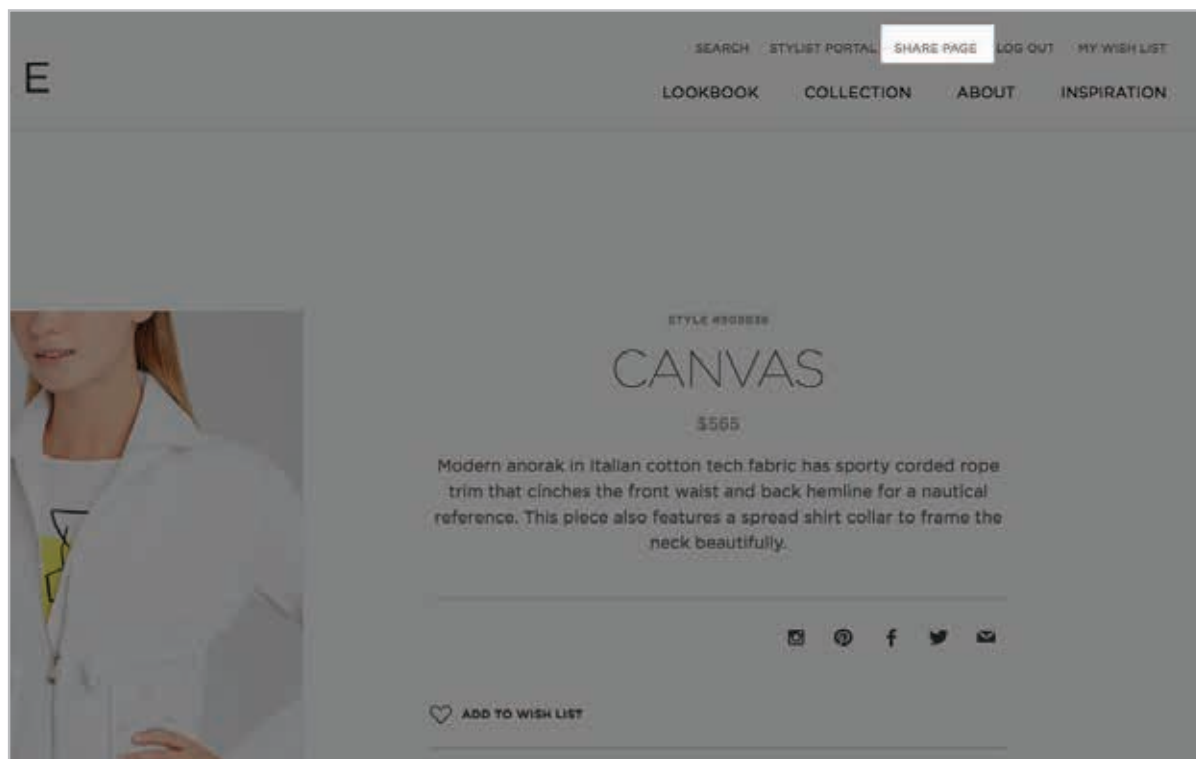 SEARCH STYLIST PORTAL SHARE PAGE LOG OUT MY WISH LIST
E
LOOKBOOK COLLECTION ABOUT INSPIRATION
CANVAS
$565
Modern anorak in Italian cotton tech fabric has sporty corded rope
trim that cinches the front waist and back hemline for a nautical
reference. This piece also features a spread shirt collar to frame the
neck beautifully.
ADD TO WISH LIST